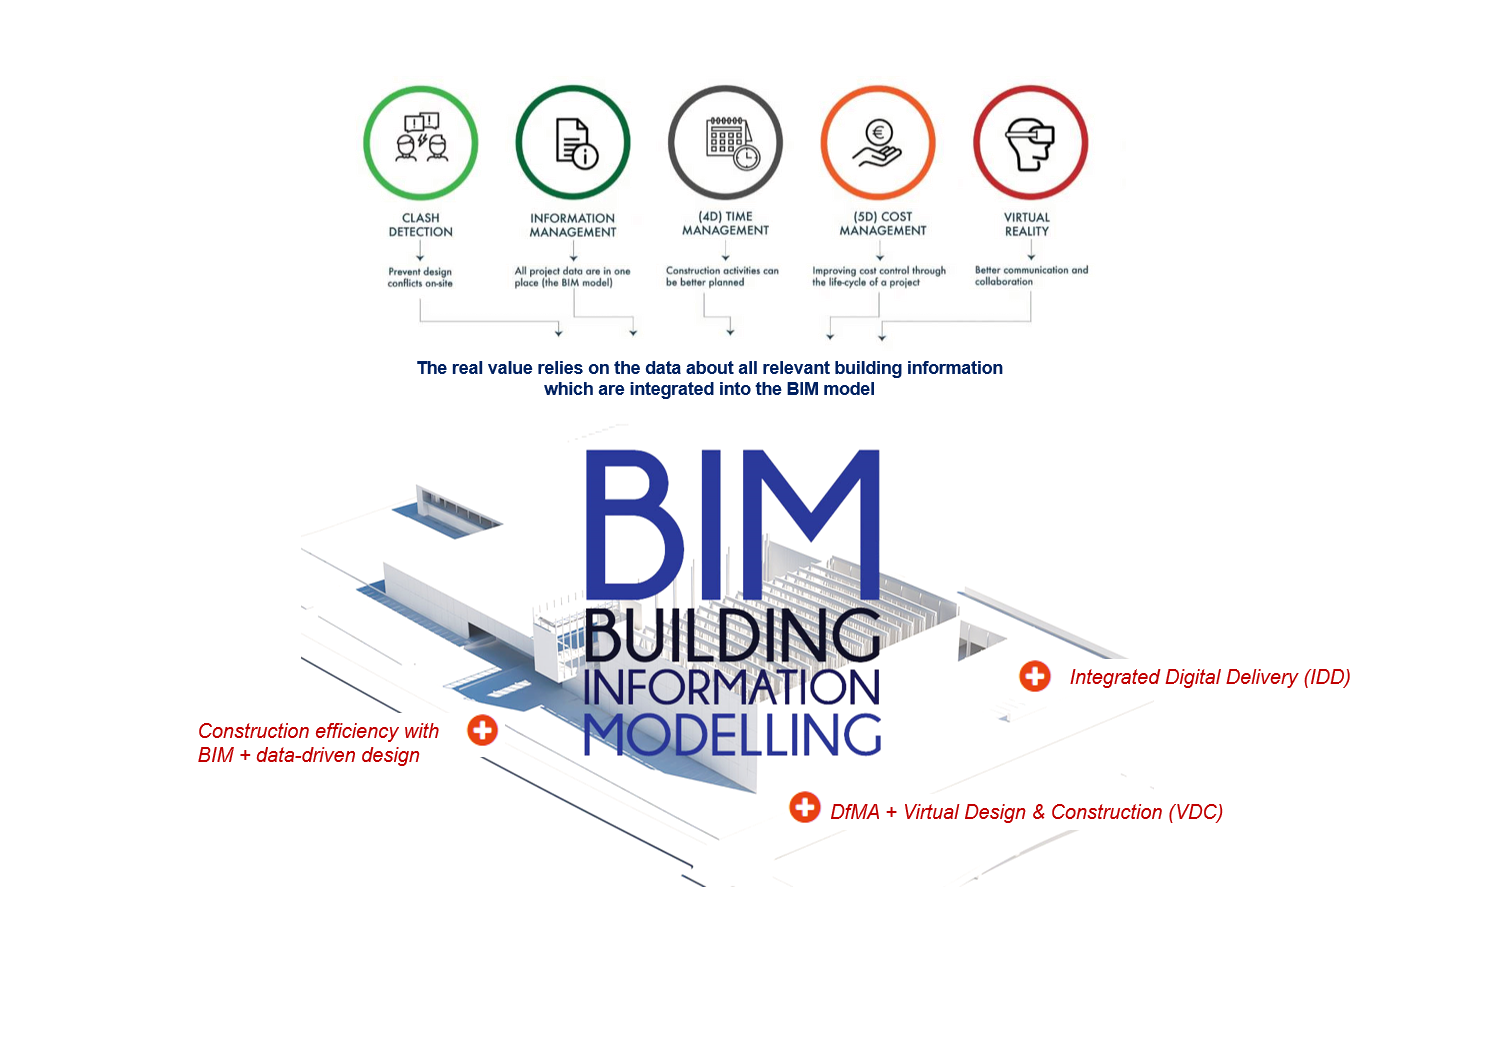 CLASH
DETECTION
Prevent design
conflicts on-site
INFORMATION
MANAGEMENT
All project data are in one
place (the BIM model)
(4D) TIME
MANAGEMENT
Construction activities can
be better planned
(5D) COST
MANAGEMENT
Improving cost control through
the life-cycle of a project
VIRTUAL
REALITY
Better communication and
collaboration
The real value relies on the data about all relevant building information
which are integrated into the BIM model
BIM
BUILDING
INFORMATION
MODELLING
Integrated Digital Delivery (IDD)
Construction efficiency with
BIM + data-driven design
DfMA + Virtual Design & Construction (VDC)